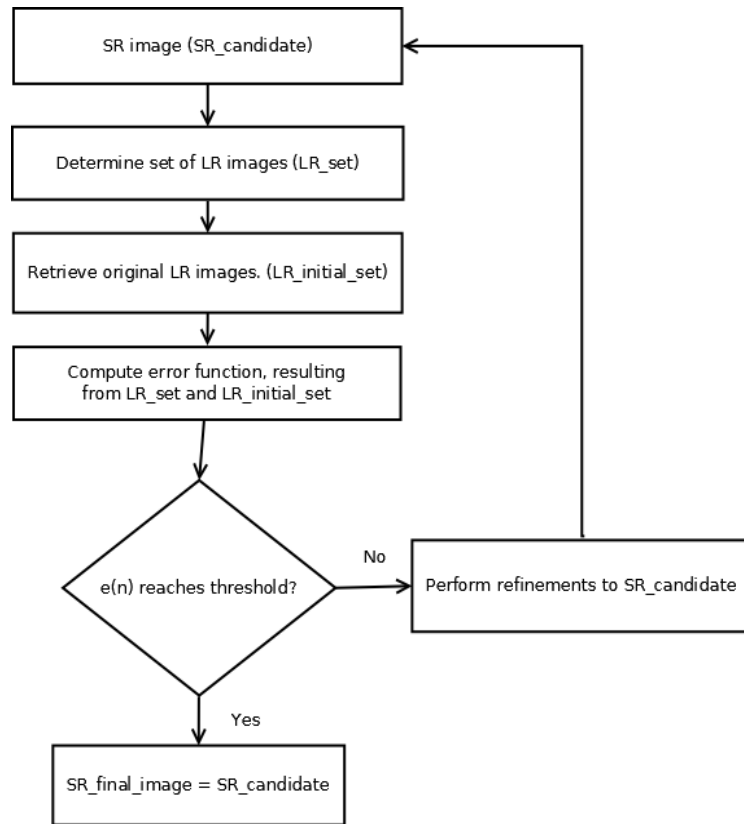 SR image (SR_candidate)
Determine set of LR images (LR_set)
Retrieve original LR images. (LR_initial_set)
Compute error function, resulting
from LR_set and LR_initial_set
e(n) reaches threshold?
No
Perform refinements to SR_candidate
Yes
SR_final_image = SR_candidate